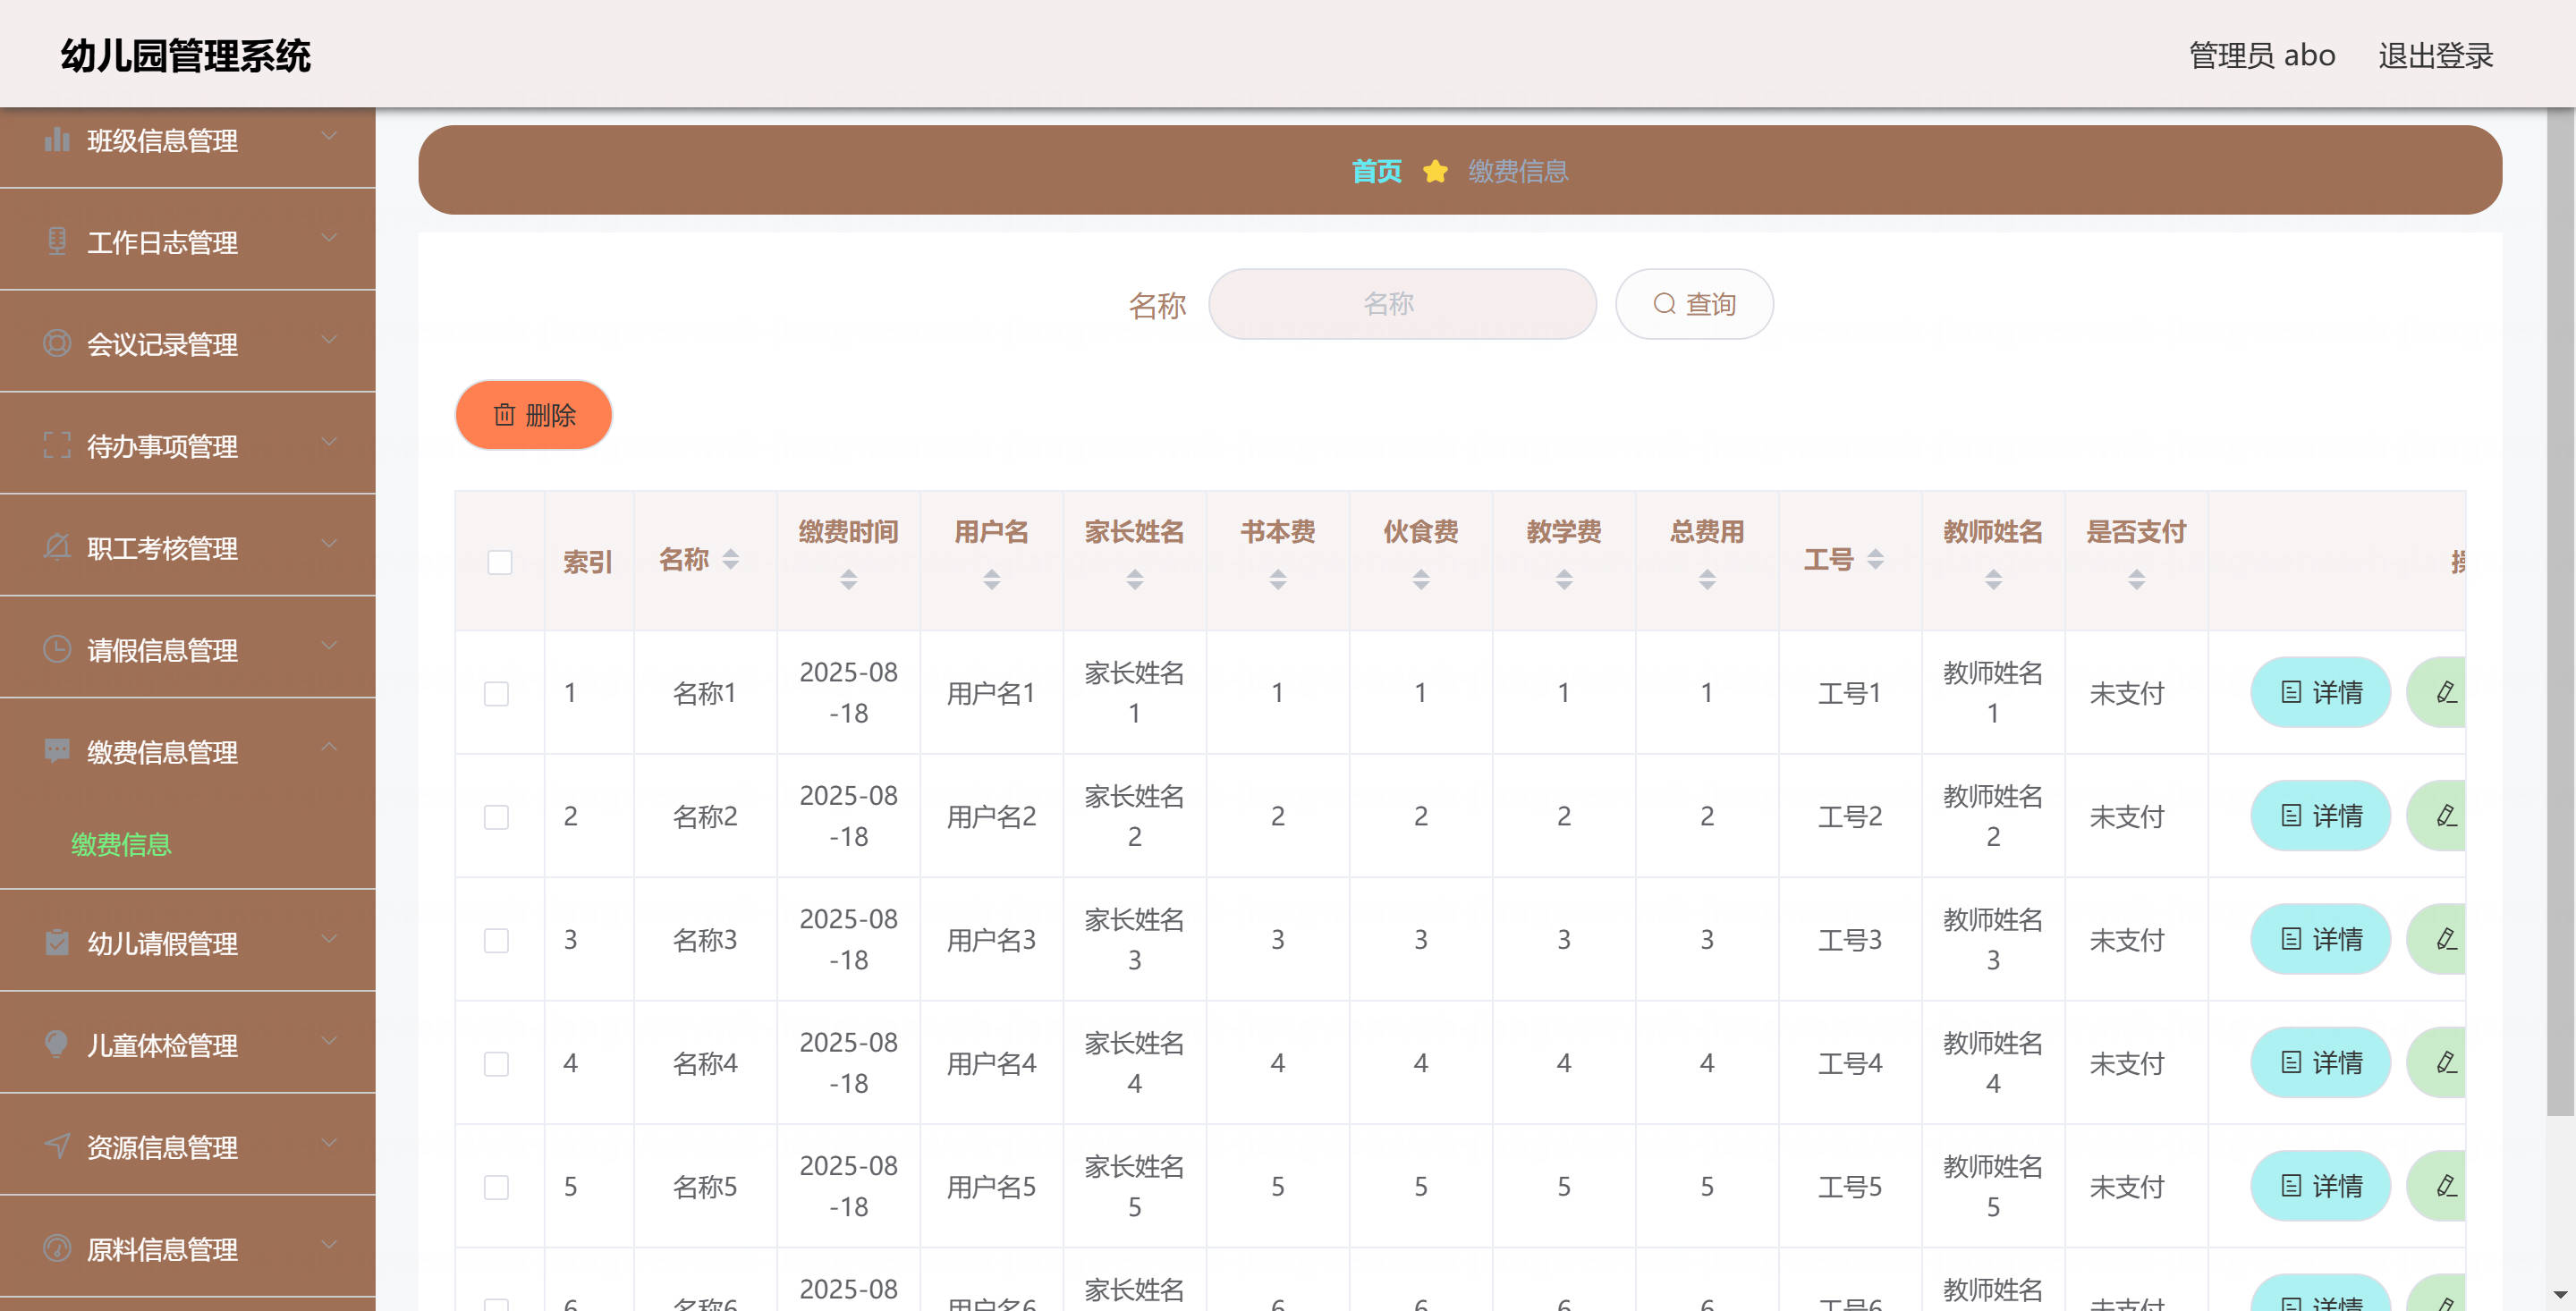 幼儿园管理系统
管理员 abo
退出登录
班级信息管理
工作日志管理
会议记录管理
待办事项管理
职工考核管理
请假信息管理
缴费信息管理
缴费信息
幼儿请假管理
儿童体检管理
资源信息管理
原料信息管理
首页 缴费信息
名称 名称 查询
删除
索引 名称 缴费时间 用户名 家长姓名 书本费 伙食费 教学费 总费用 工号 教师姓名 是否支付
1 名称1 2025-08 用户名1 家长姓名 1 1 1 1 工号1 教师姓名 未支付 详情
-18 1 1
2 名称2 2025-08 用户名2 家长姓名 2 2 2 2 工号2 教师姓名 未支付 详情
-18 2 2
3 名称3 2025-08 用户名3 家长姓名 3 3 3 3 工号3 教师姓名 未支付 详情
-18 3 3
4 名称4 2025-08 用户名4 家长姓名 4 4 4 4 工号4 教师姓名 未支付 详情
-18 4 4
5 名称5 2025-08 用户名5 家长姓名 5 5 5 5 工号5 教师姓名 未支付 详情
-18 5 5
6 名称6 2025-08 用户名6 家长姓名 6 6 6 6 工号6 教师姓名 未支付 详情